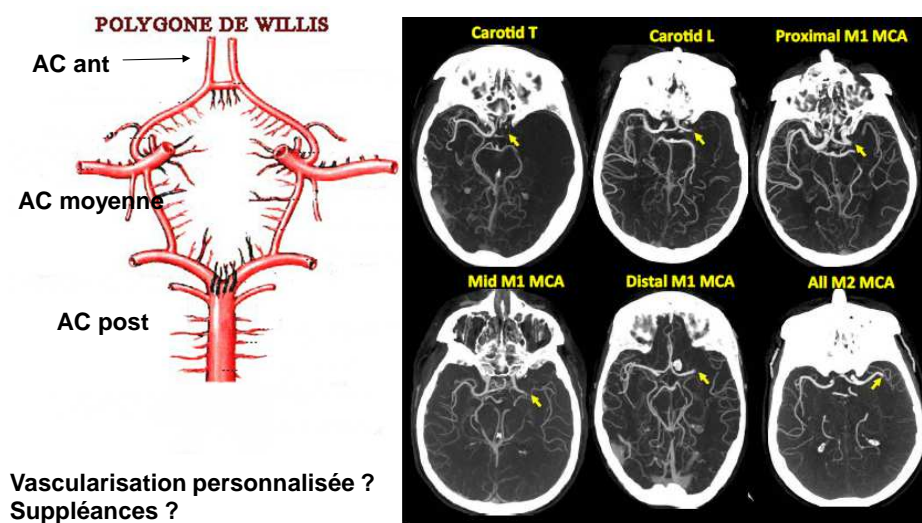 POLYGONE DE WILLIS
AC ant
AC moyenne
AC post
Vascularisation personnalisée ?
Suppléances ?
Carotid T
Carotid L
Proximal M1 MCA
Mid M1 MCA
Distal M1 MCA
All M2 MCA